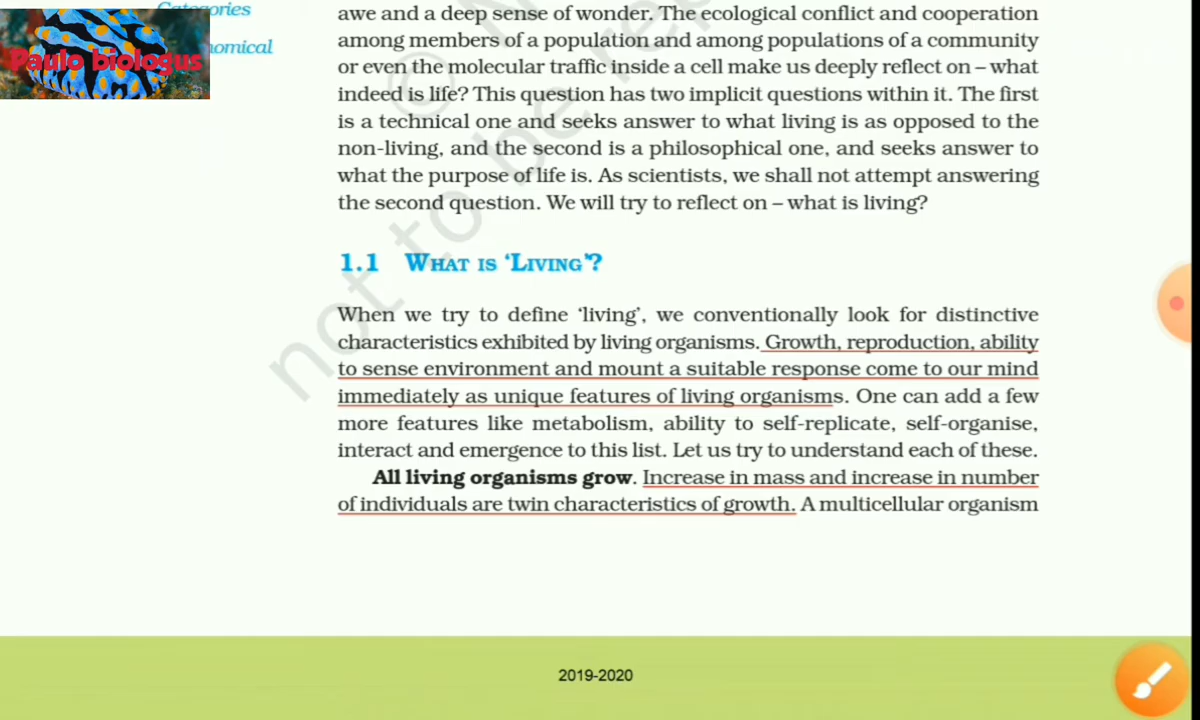 Categories
nomical
Paulo biologus
awe and a deep sense of wonder. The ecological conflict and cooperation
among members of a population and among populations of a community
or even the molecular traffic inside a cell make us deeply reflect on – what
indeed is life? This question has two implicit questions within it. The first
is a technical one and seeks answer to what living is as opposed to the
non-living, and the second is a philosophical one, and seeks answer to
what the purpose of life is. As scientists, we shall not attempt answering
the second question. We will try to reflect on – what is living?
1.1 WHAT IS ‘LIVING’?
When we try to define ‘living’, we conventionally look for distinctive
characteristics exhibited by living organisms. Growth, reproduction, ability
to sense environment and mount a suitable response come to our mind
immediately as unique features of living organisms. One can add a few
more features like metabolism, ability to self-replicate, self-organise,
interact and emergence to this list. Let us try to understand each of these.
All living organisms grow. Increase in mass and increase in number
of individuals are twin characteristics of growth. A multicellular organism
© N
not to be rep
2019-2020